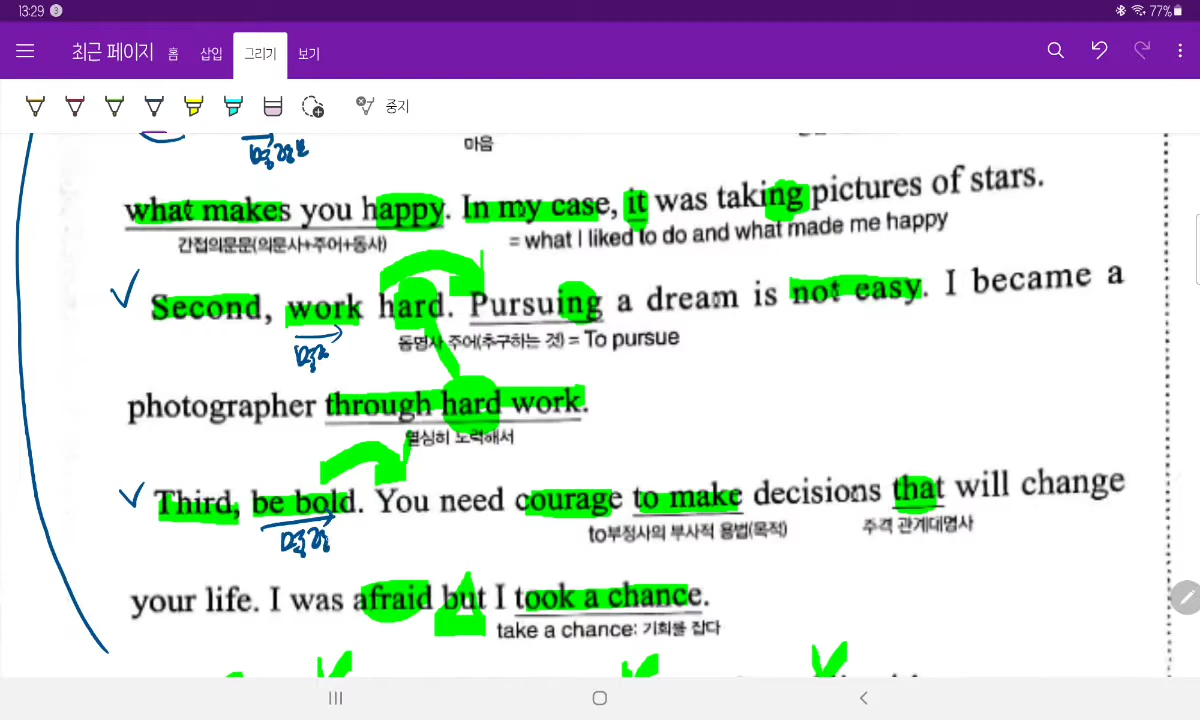 13:29 3 77%
최근 페이지 홈 삽입 그리기 보기
중지
마음
what makes you happy. In my case, it was taking pictures of stars.
간접의문문(의문사+주어+동사) = what I liked to do and what made me happy
Second, work hard. Pursuing a dream is not easy. I became a
동명사 주어(추구하는 것) = To pursue
photographer through hard work.
열심히 노력해서
Third, be bold. You need courage to make decisions that will change
to부정사의 부사적 용법(목적) 주격 관계대명사
your life. I was afraid but I took a chance.
take a chance: 기회를 잡다